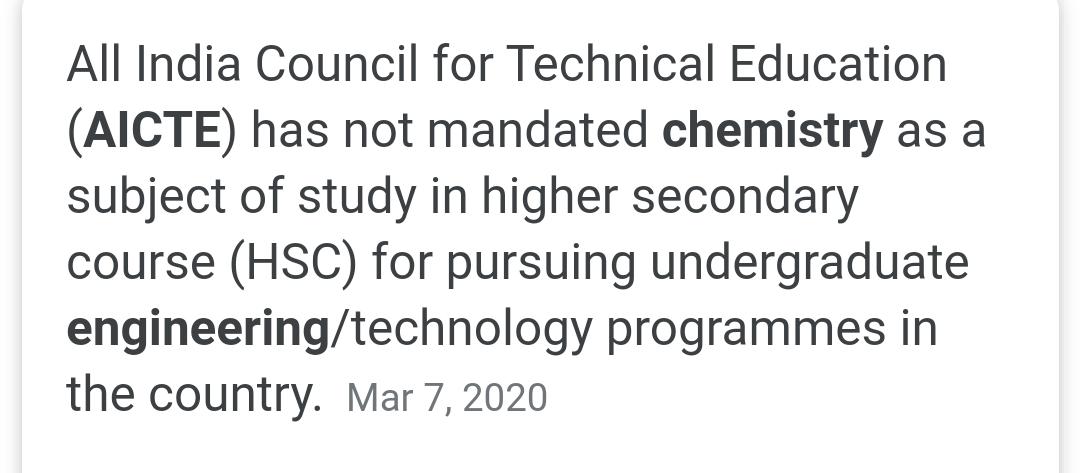 All India Council for Technical Education
(AICTE) has not mandated chemistry as a
subject of study in higher secondary
course (HSC) for pursuing undergraduate
engineering/technology programmes in
the country. Mar 7, 2020